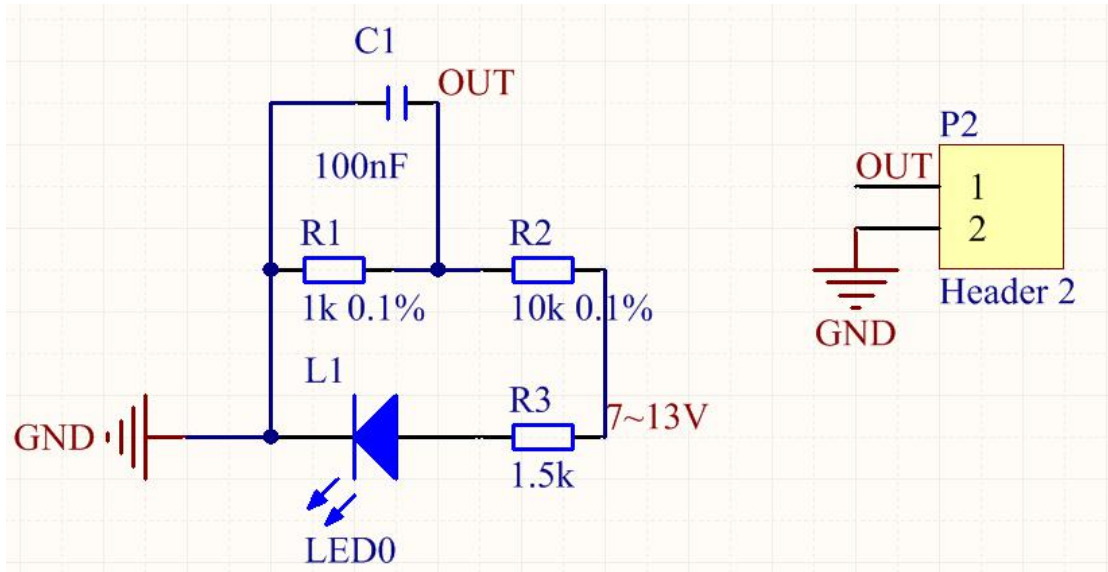 C1
OUT
100nF
R1
1k 0.1%
R2
10k 0.1%
L1
LED0
R3
1.5k
7~13V
GND
P2
OUT
1
2
Header 2
GND